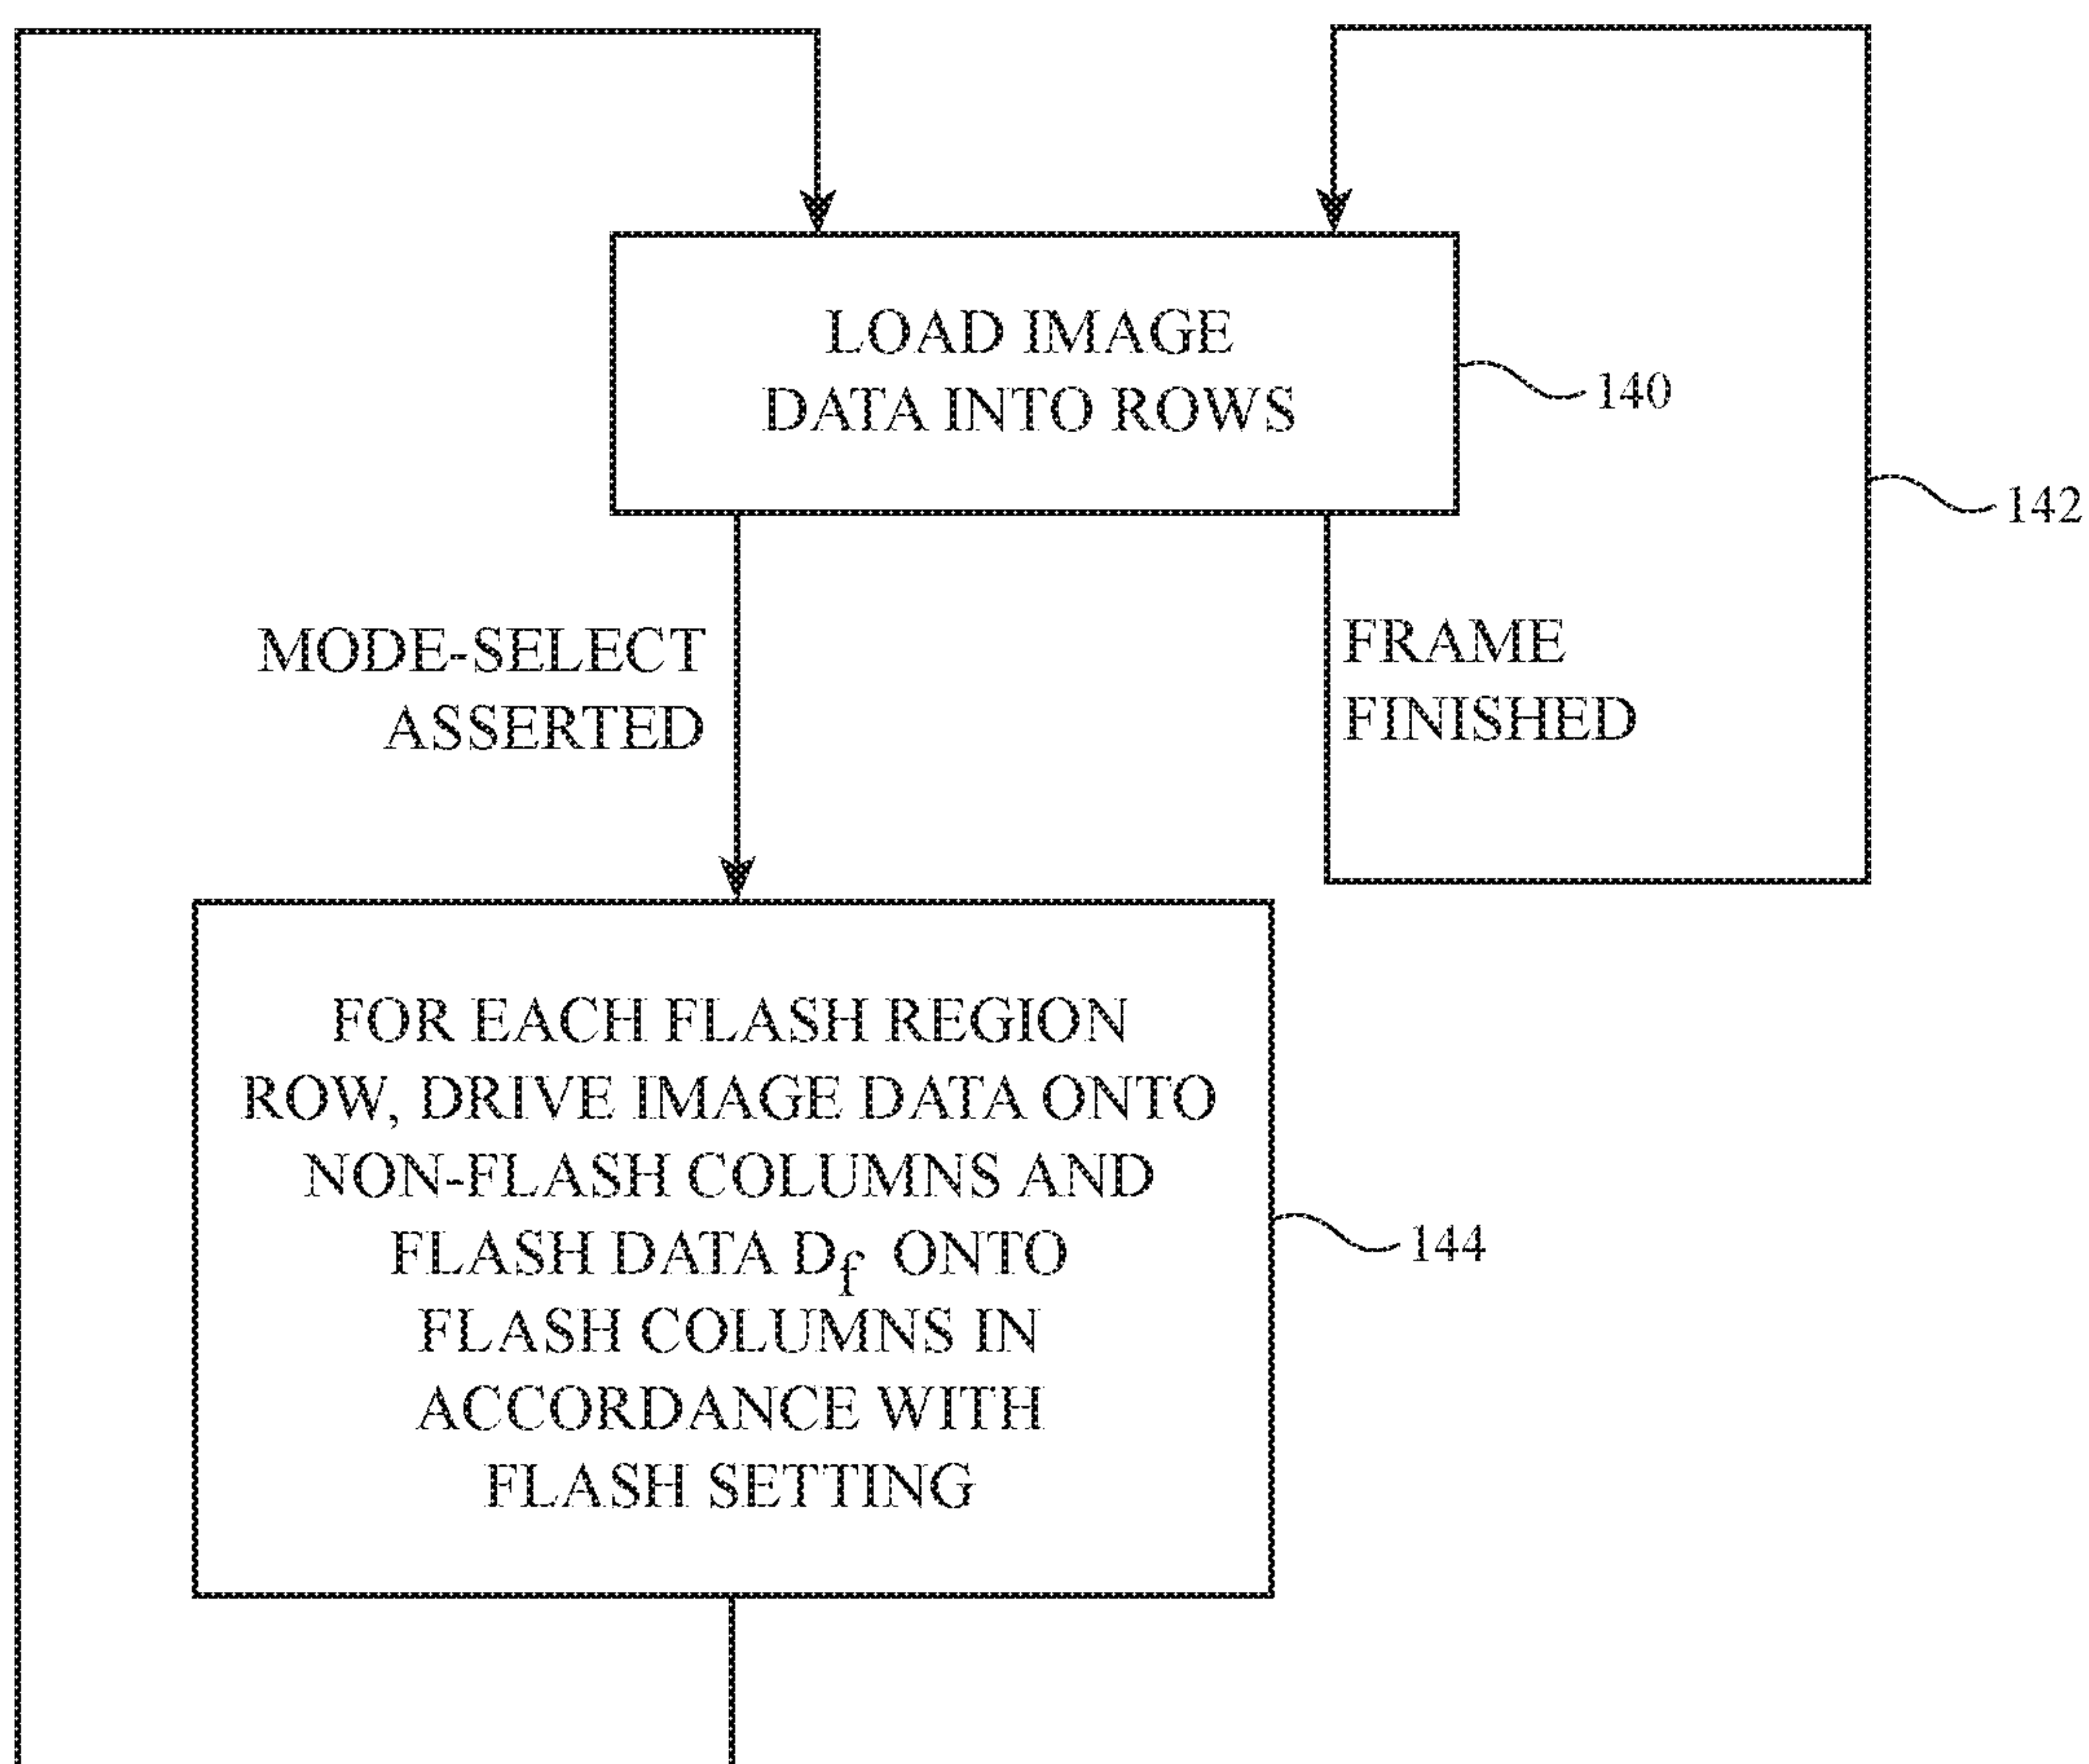 LOAD IMAGE
DATA INTO ROWS
140
142
MODE-SELECT
ASSERTED
FRAME
FINISHED
FOR EACH FLASH REGION
ROW, DRIVE IMAGE DATA ONTO
NON-FLASH COLUMNS AND
FLASH DATA Df ONTO
FLASH COLUMNS IN
ACCORDANCE WITH
FLASH SETTING
144